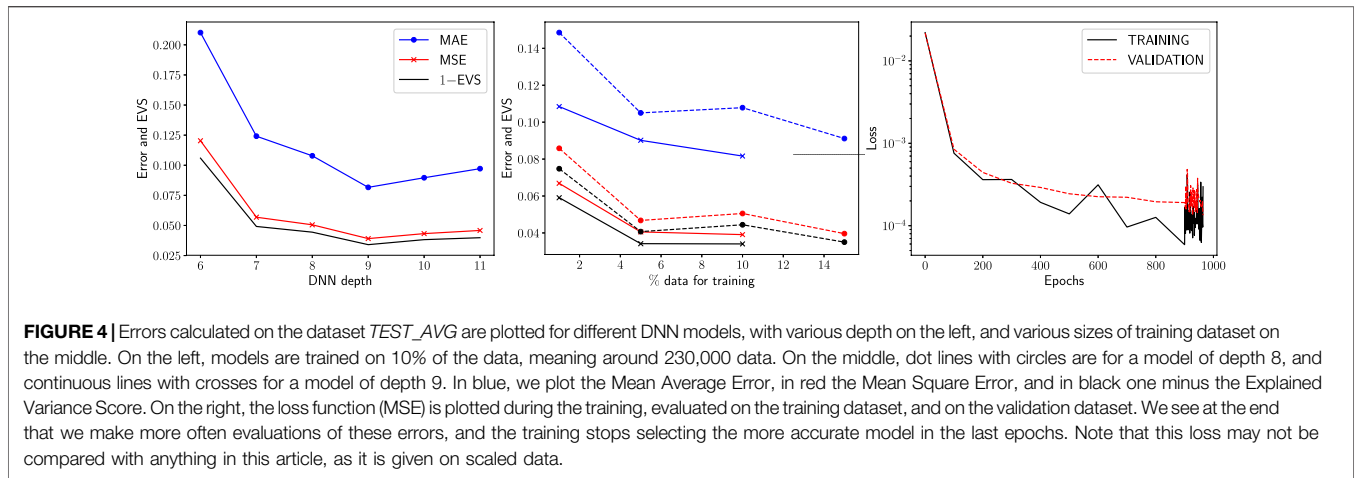 0.200
0.175
0.150
0.125
0.100
0.075
0.050
0.025
Error and EVS
6 7 8 9 10 11
DNN depth
MAE
MSE
1−EVS
0.14
0.12
0.10
0.08
0.06
0.04
Error and EVS
2 4 6 8 10 12 14
% data for training
10⁻²
10⁻³
10⁻⁴
Loss
0 200 400 600 800 1000
Epochs
TRAINING
VALIDATION
FIGURE 4 | Errors calculated on the dataset TEST_AVG are plotted for different DNN models, with various depth on the left, and various sizes of training dataset on
the middle. On the left, models are trained on 10% of the data, meaning around 230,000 data. On the middle, dot lines with circles are for a model of depth 8, and
continuous lines with crosses for a model of depth 9. In blue, we plot the Mean Average Error, in red the Mean Square Error, and in black one minus the Explained
Variance Score. On the right, the loss function (MSE) is plotted during the training, evaluated on the training dataset, and on the validation dataset. We see at the end
that we make more often evaluations of these errors, and the training stops selecting the more accurate model in the last epochs. Note that this loss may not be
compared with anything in this article, as it is given on scaled data.